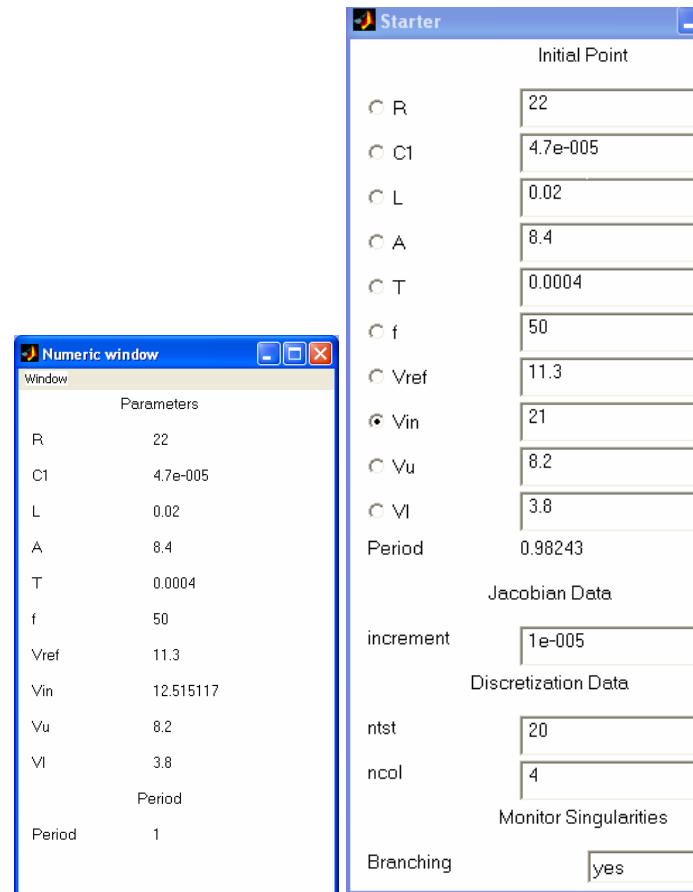 Numeric window
Window
Parameters
R 22
C1 4.7e-005
L 0.02
A 8.4
T 0.0004
f 50
Vref 11.3
Vin 12.515117
Vu 8.2
Vl 3.8
Period
Period 1
Starter
Initial Point
R 22
C1 4.7e-005
L 0.02
A 8.4
T 0.0004
f 50
Vref 11.3
Vin 21
Vu 8.2
Vl 3.8
Period 0.98243
Jacobian Data
increment 1e-005
Discretization Data
ntst 20
ncol 4
Monitor Singularities
Branching yes